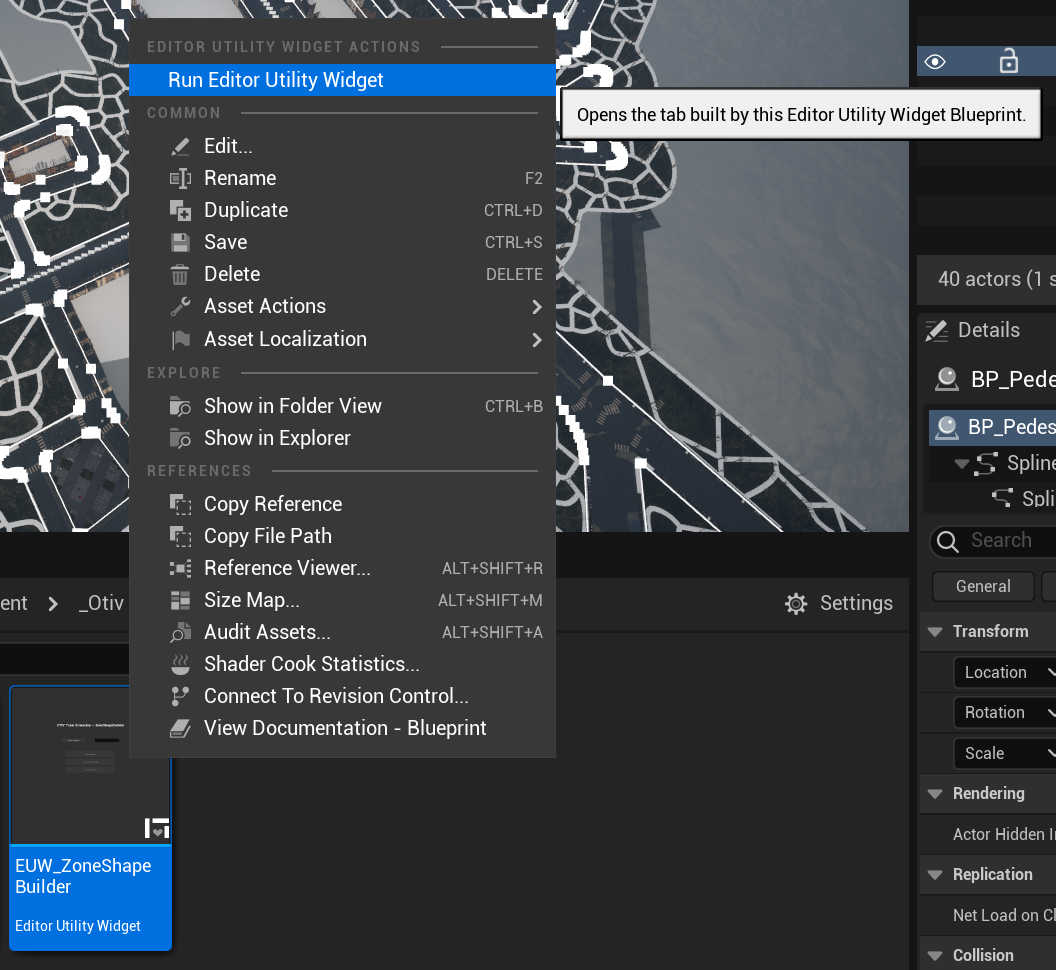 EDITOR UTILITY WIDGET ACTIONS
Run Editor Utility Widget
Opens the tab built by this Editor Utility Widget Blueprint.
COMMON
Edit...
Rename F2
Duplicate CTRL+D
Save CTRL+S
Delete DELETE
Asset Actions
Asset Localization
EXPLORE
Show in Folder View CTRL+B
Show in Explorer
REFERENCES
Copy Reference
Copy File Path
Reference Viewer... ALT+SHIFT+R
Size Map... ALT+SHIFT+M
Audit Assets... ALT+SHIFT+A
Shader Cook Statistics...
Connect To Revision Control...
View Documentation - Blueprint
ent > _Otiv
Settings
EUW_ZoneShape
Builder
Editor Utility Widget
40 actors (1 s
Details
BP_Pede
BP_Pedes
Spline
Spli
Search
General
Transform
Location
Rotation
Scale
Rendering
Actor Hidden I
Replication
Net Load on Cl
Collision